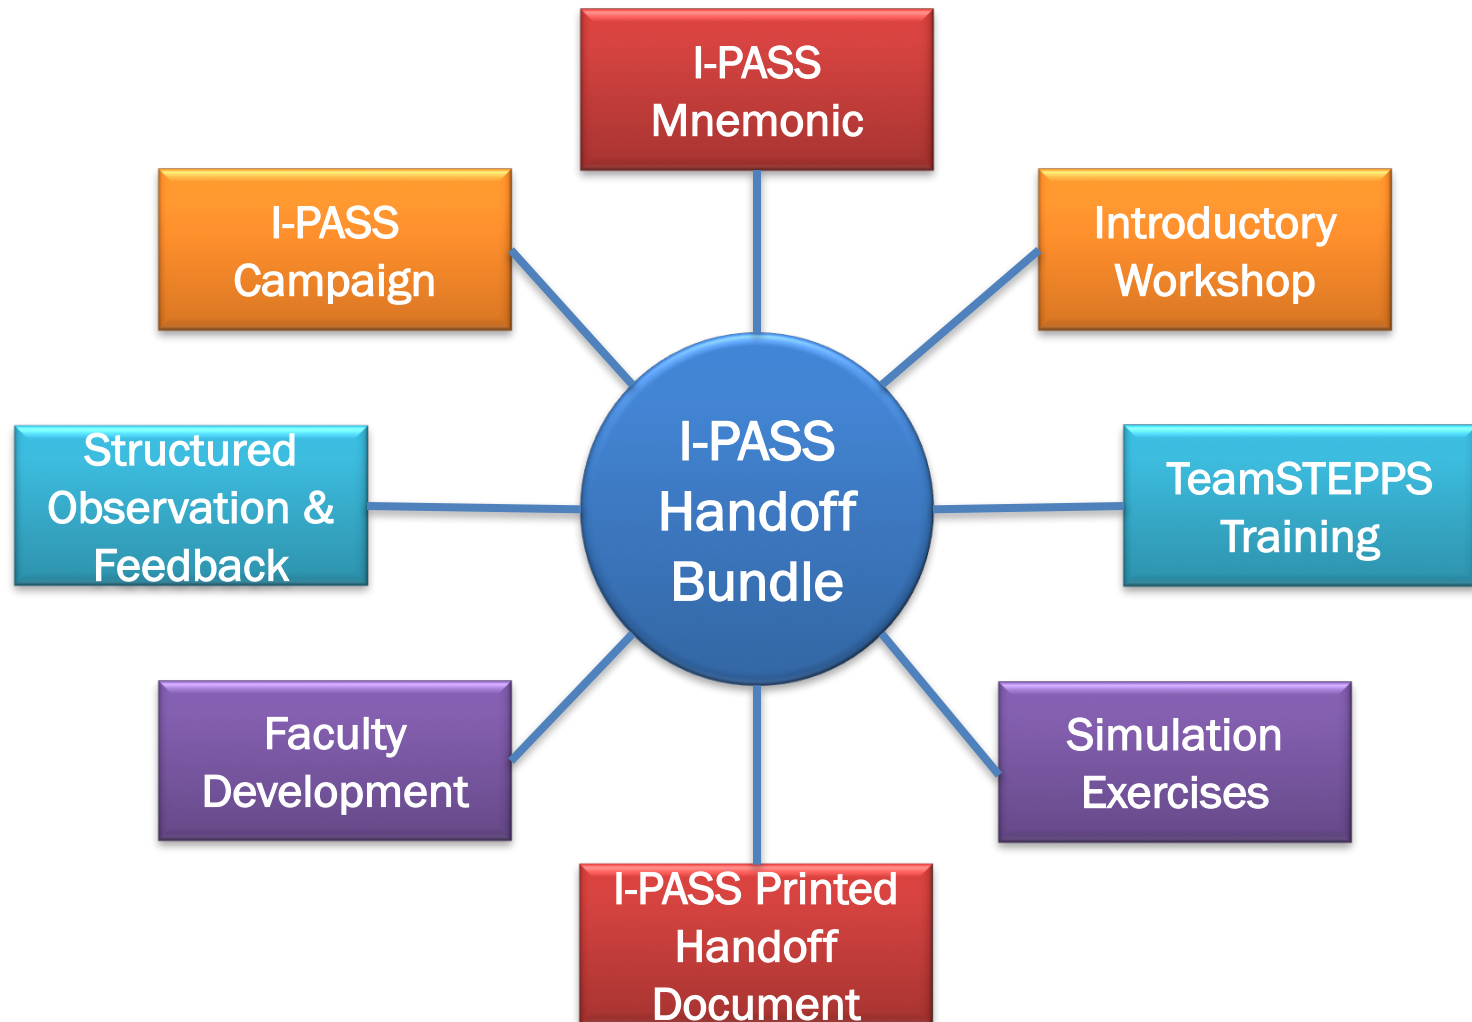 I-PASS
Mnemonic
I-PASS
Campaign
Introductory
Workshop
Structured
Observation &
Feedback
I-PASS
Handoff
Bundle
TeamSTEPPS
Training
Faculty
Development
Simulation
Exercises
I-PASS Printed
Handoff
Document